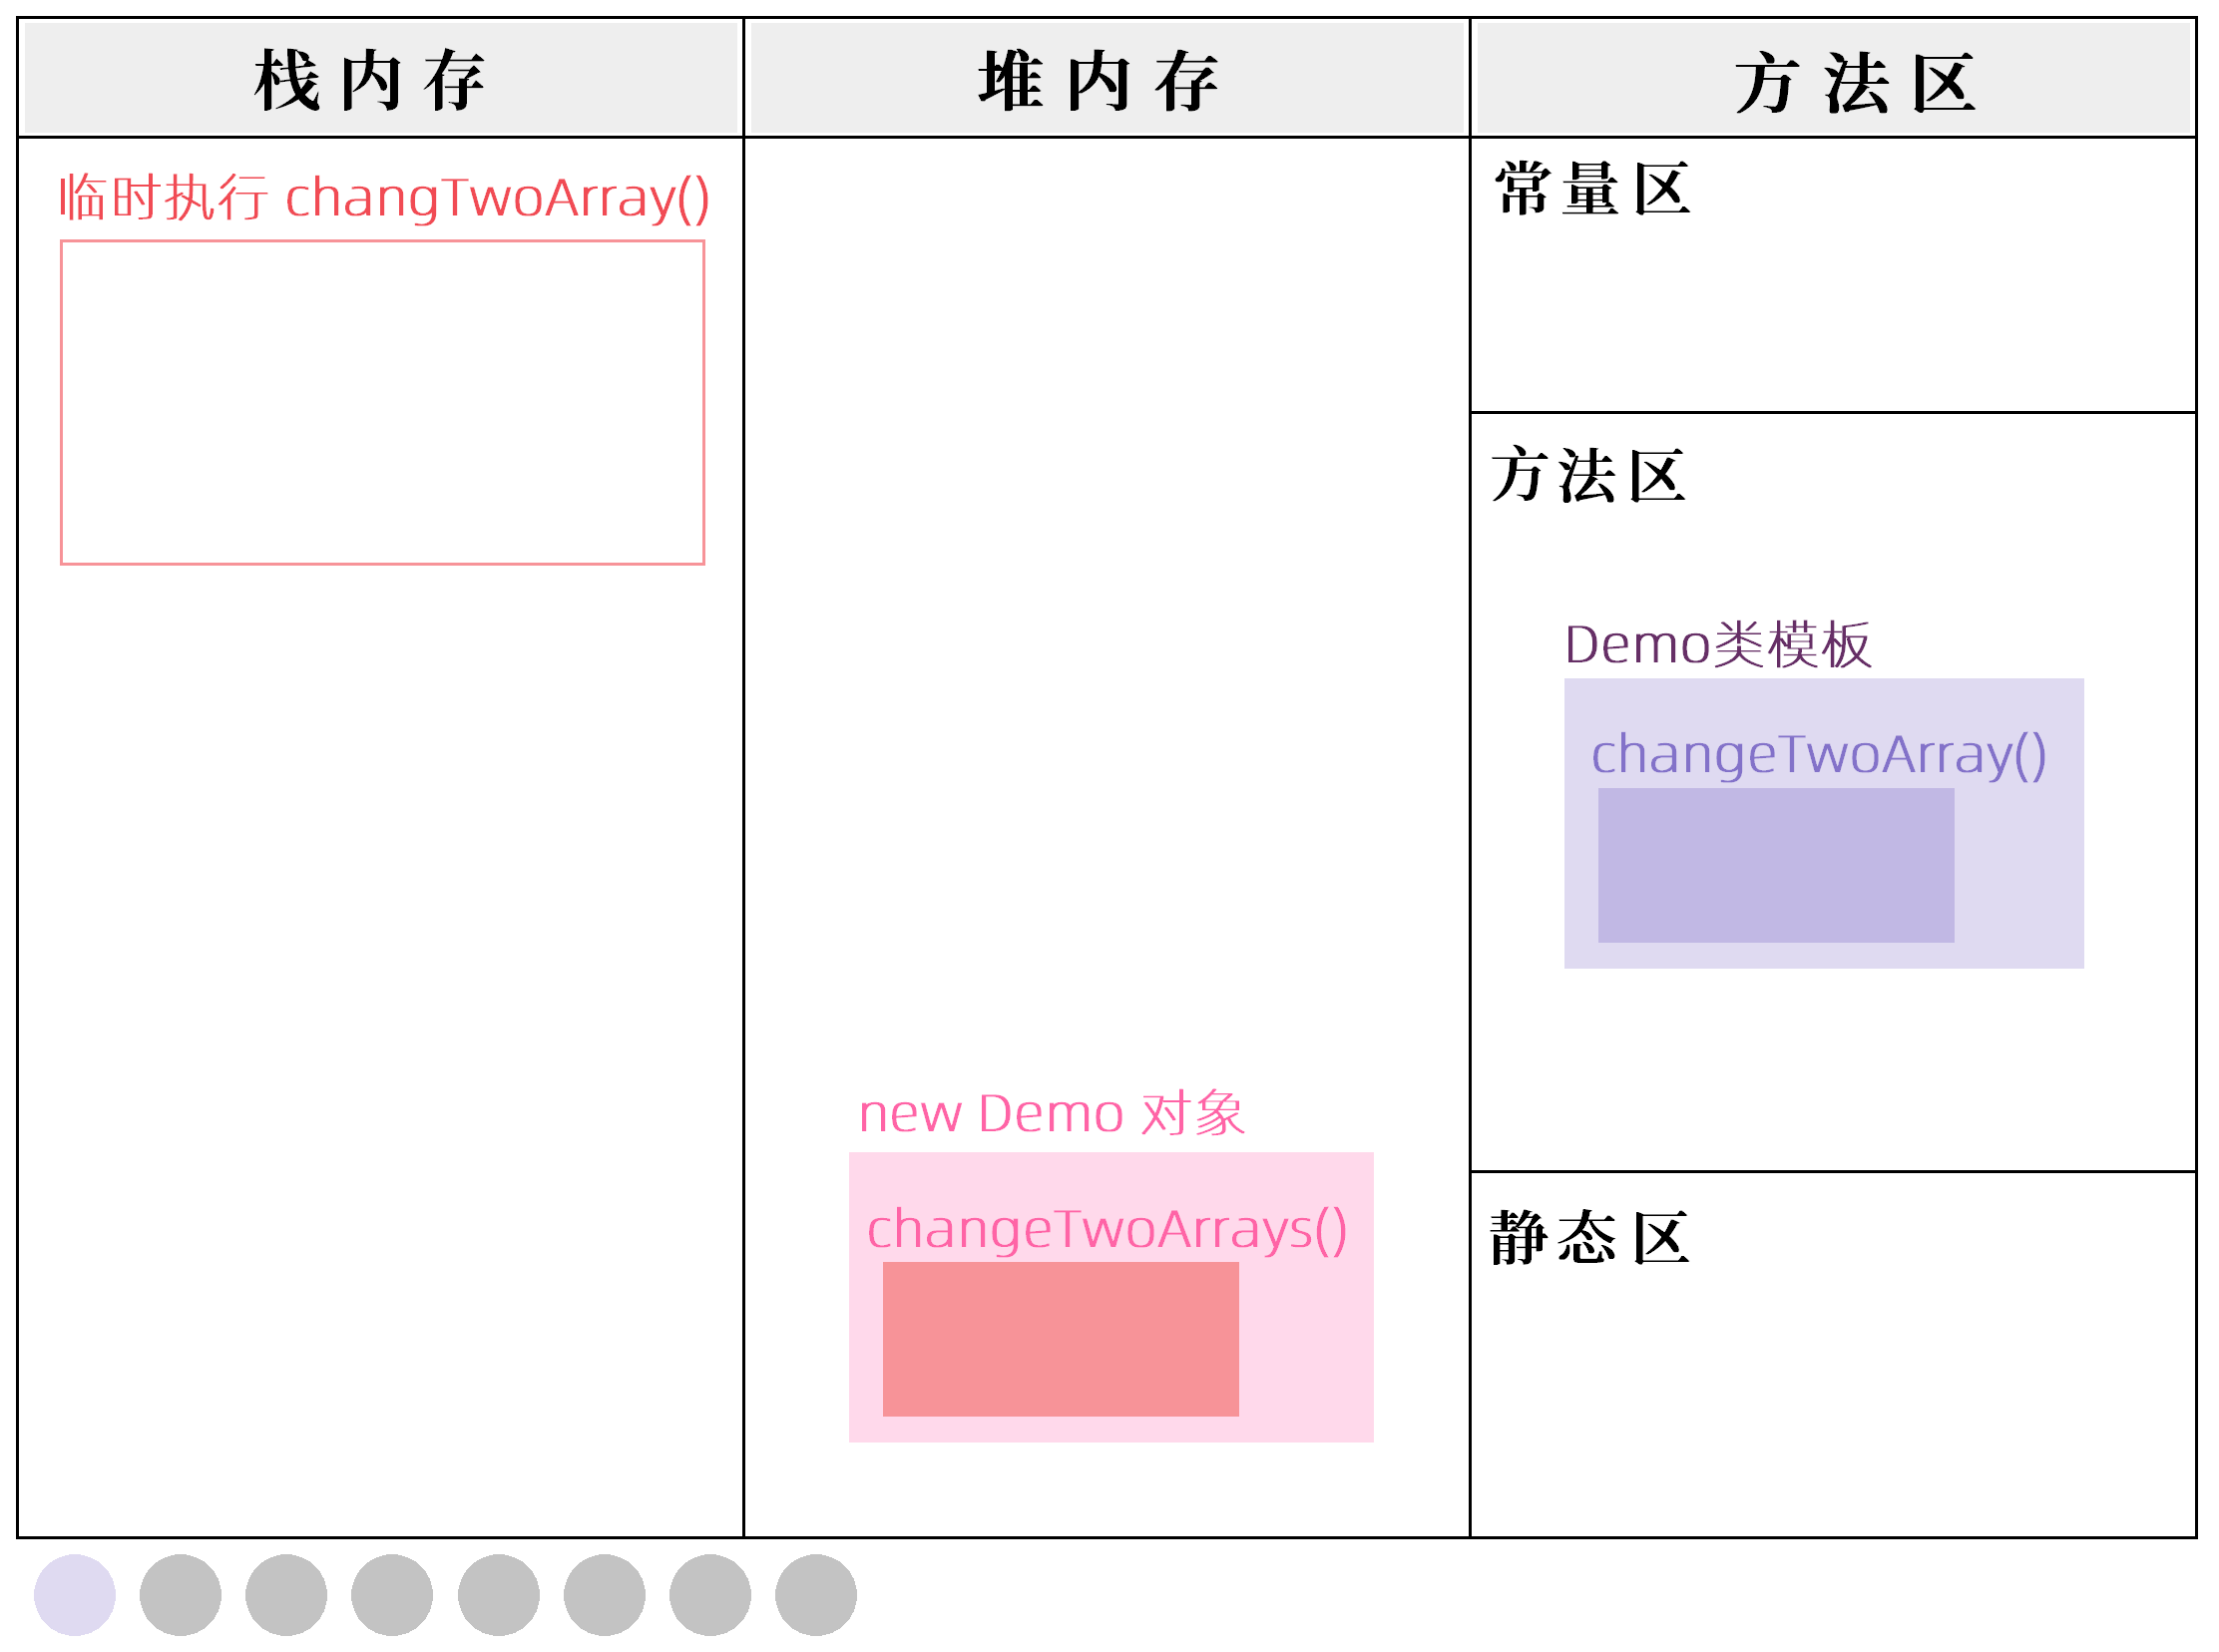 栈内存
堆内存
方法区
临时执行 changTwoArray()
常量区
方法区
Demo类模板
changeTwoArray()
new Demo 对象
changeTwoArrays()
静态区